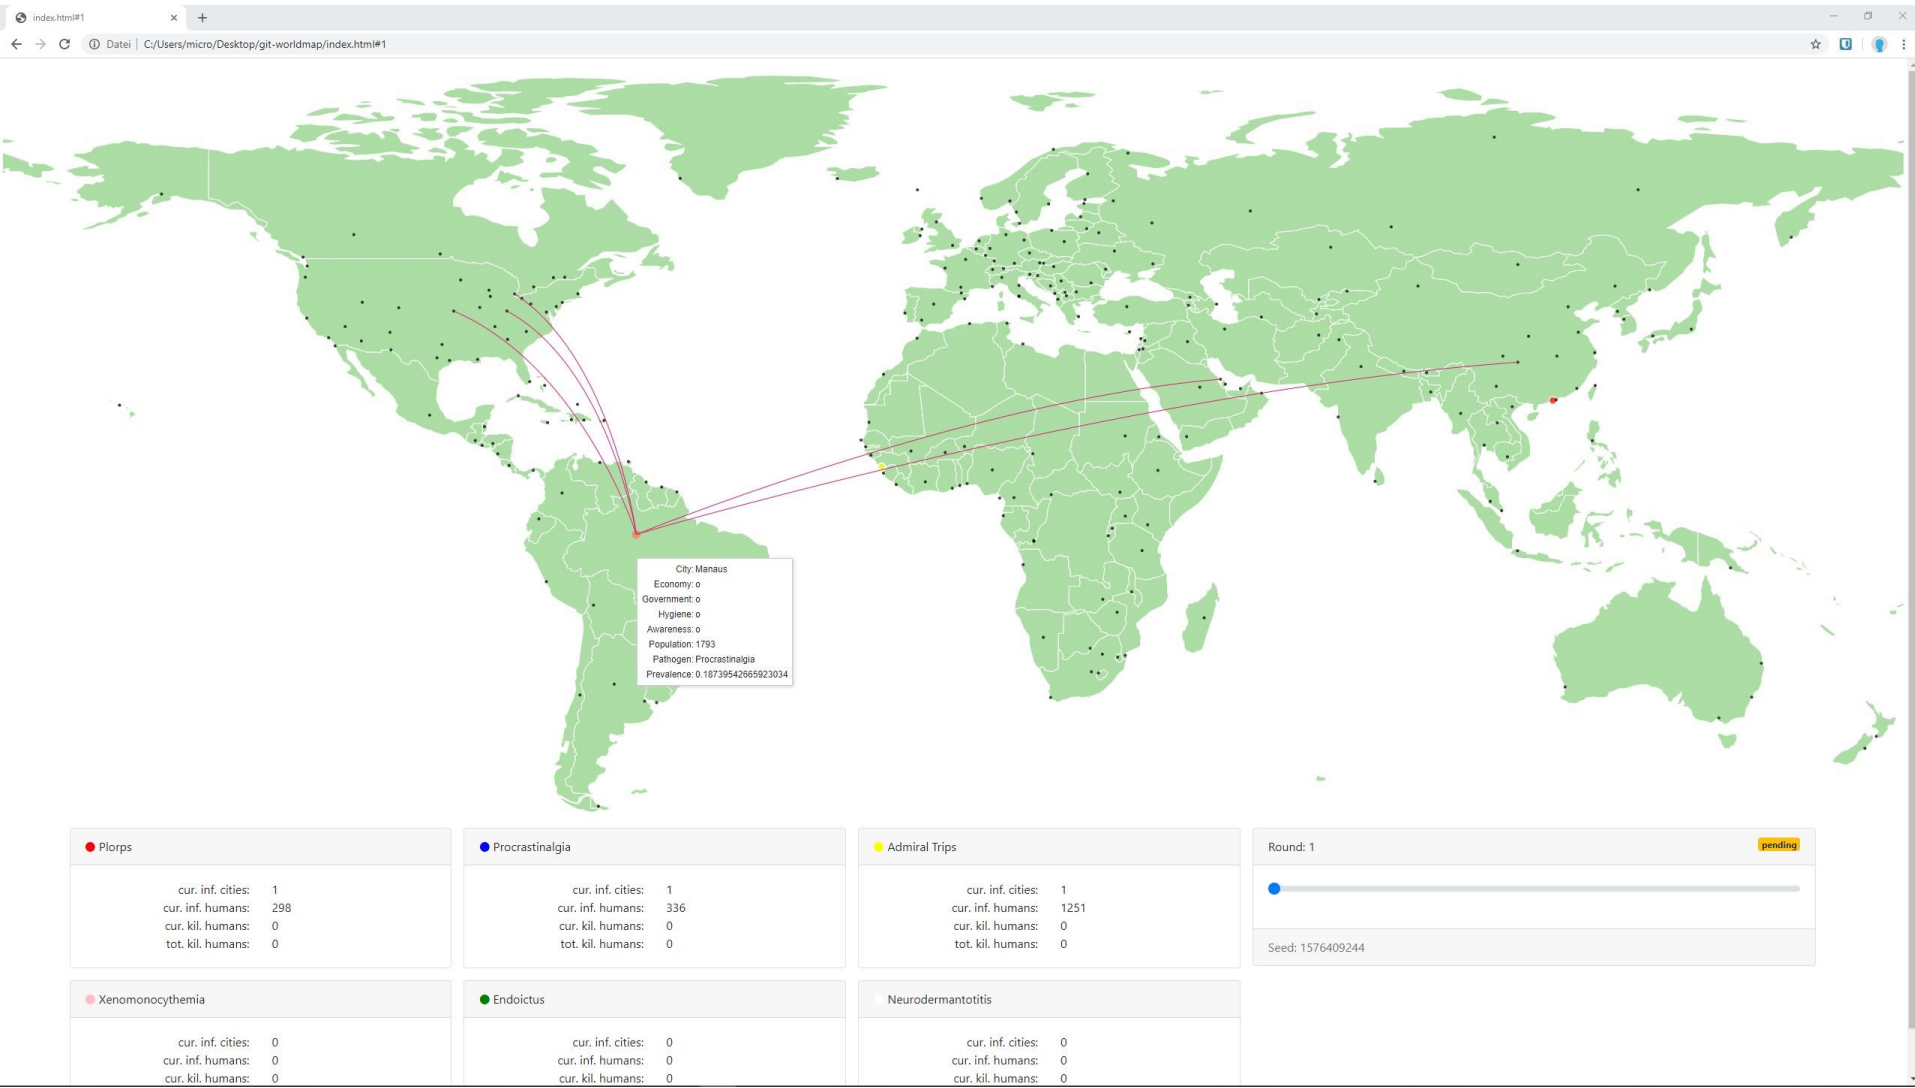 index.html#1
Datei | C:/Users/micro/Desktop/git-worldmap/index.html#1
City: Manaus
Economy: o
Government: o
Hygiene: o
Awareness: o
Population: 1793
Pathogen: Procrastinalgia
Prevalence: 0.18739542665923034
Plorps
cur. inf. cities: 1
cur. inf. humans: 298
cur. kil. humans: 0
tot. kil. humans: 0
Procrastinalgia
cur. inf. cities: 1
cur. inf. humans: 336
cur. kil. humans: 0
tot. kil. humans: 0
Admiral Trips
cur. inf. cities: 1
cur. inf. humans: 1251
cur. kil. humans: 0
tot. kil. humans: 0
Round: 1 pending
Seed: 1576409244
Xenomonocythemia
cur. inf. cities: 0
cur. inf. humans: 0
cur. kil. humans: 0
Endoictus
cur. inf. cities: 0
cur. inf. humans: 0
cur. kil. humans: 0
Neurodermantotitis
cur. inf. cities: 0
cur. inf. humans: 0
cur. kil. humans: 0